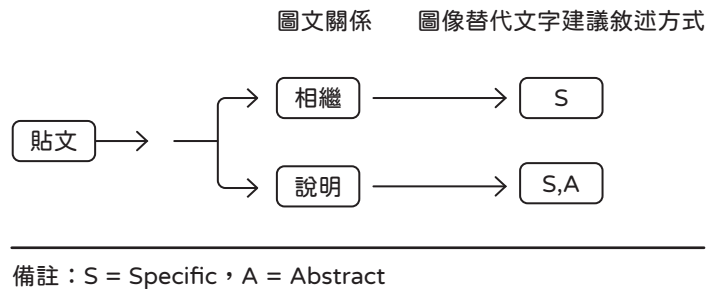 圖文關係 圖像替代文字建議敘述方式
相繼 S
貼文
說明 S,A
備註：S = Specific，A = Abstract